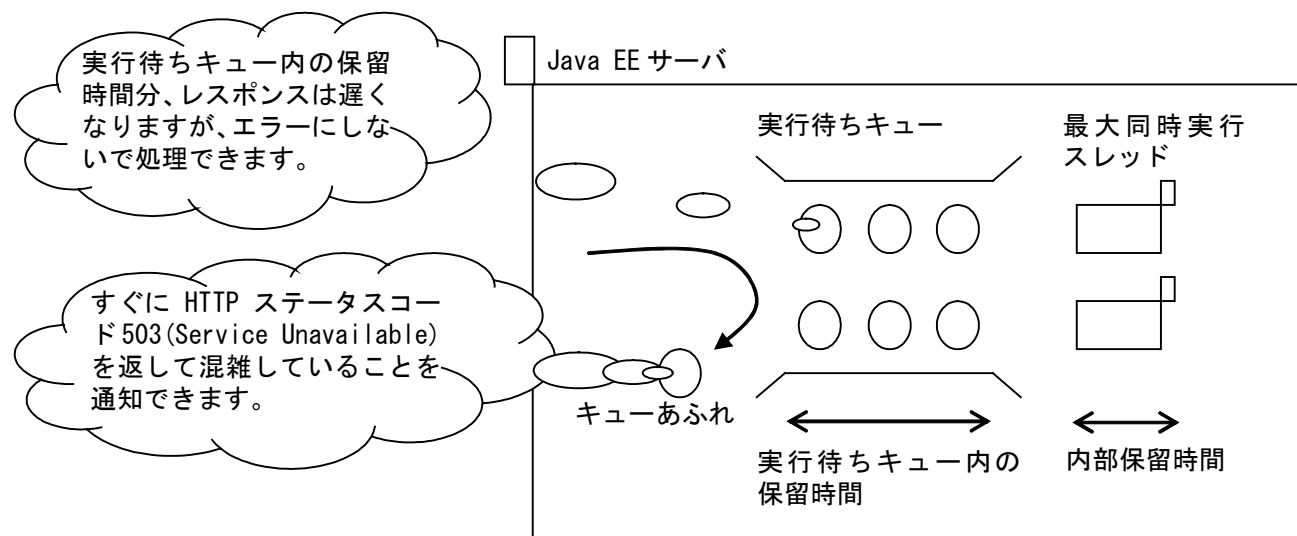 実行待ちキュー内の保留
時間分、レスポンスは遅く
なりますが、エラーにしな
いで処理できます。
Java EE サーバ
実行待ちキュー
最大同時実行
スレッド
すぐに HTTP ステータスコー
ド 503(Service Unavailable)
を返して混雑していることを
通知できます。
キューあふれ
実行待ちキュー内の
保留時間
内部保留時間